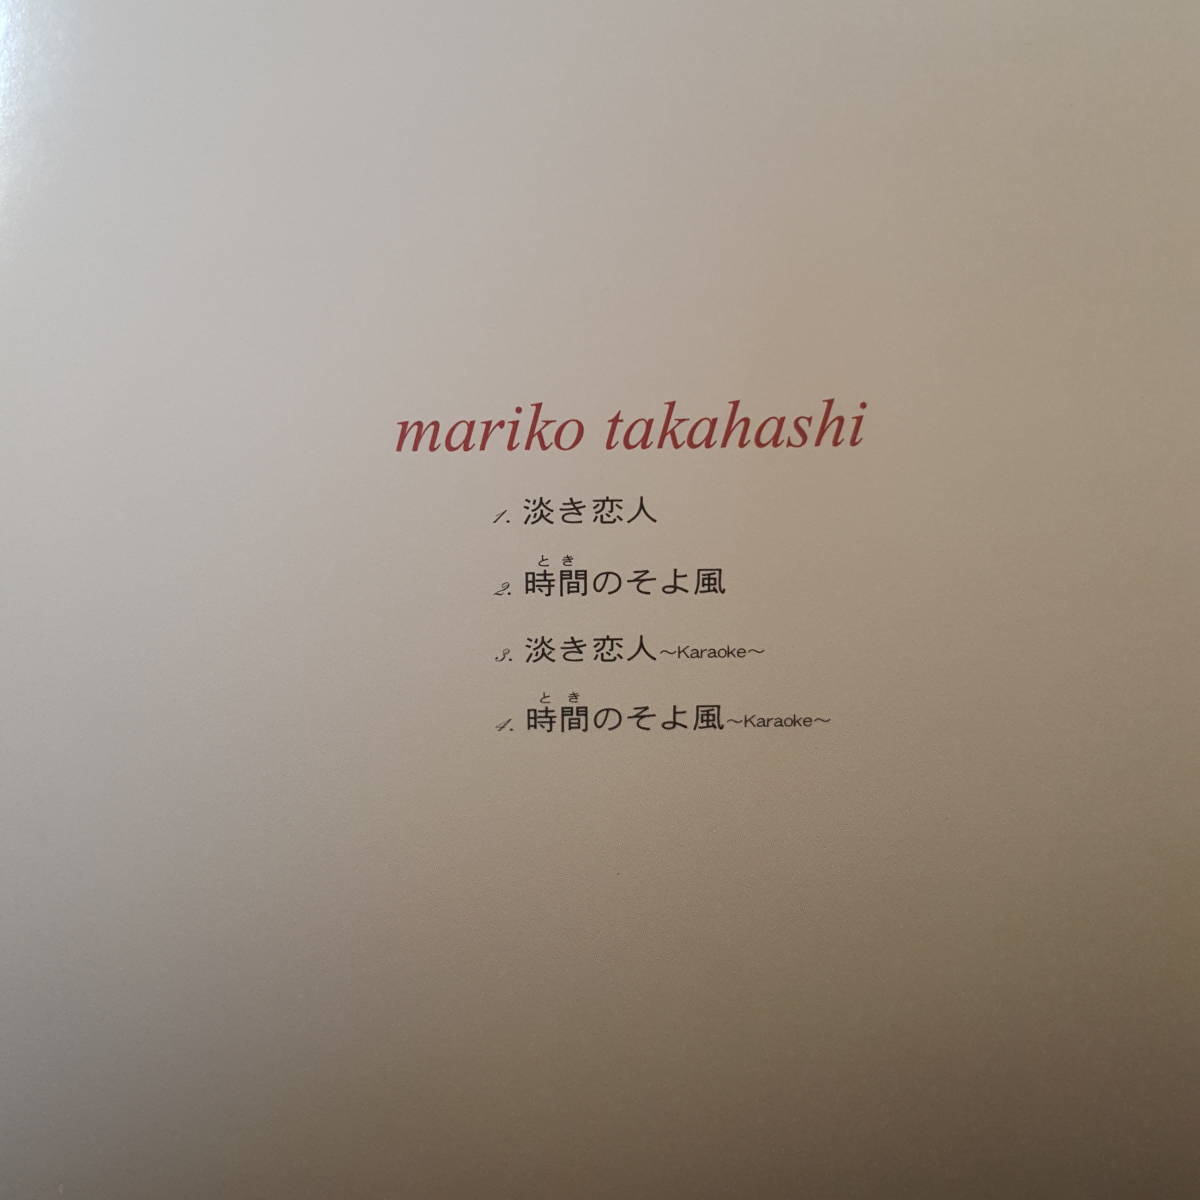 mariko takahashi
1. 淡き恋人
とき
2. 時間のそよ風
3. 淡き恋人～Karaoke～
とき
4. 時間のそよ風～Karaoke～